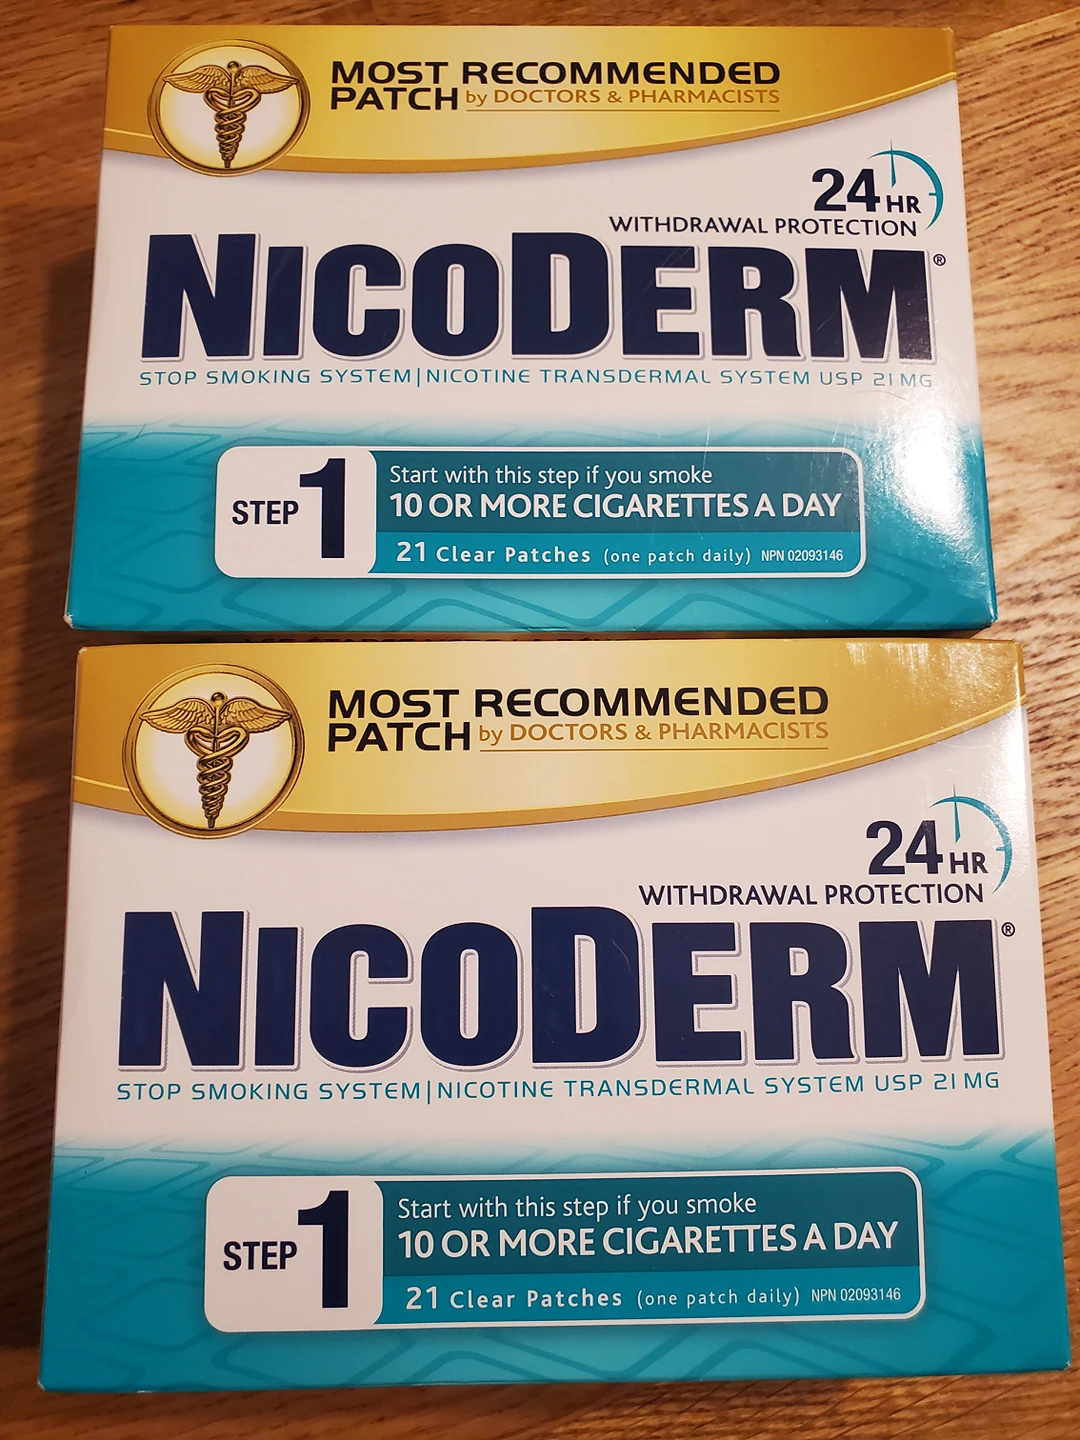 MOST RECOMMENDED
PATCH by DOCTORS & PHARMACISTS
24 HR
WITHDRAWAL PROTECTION
NICODERM®
STOP SMOKING SYSTEM|NICOTINE TRANSDERMAL SYSTEM USP 21 MG
STEP 1
Start with this step if you smoke
10 OR MORE CIGARETTES A DAY
21 Clear Patches (one patch daily) NPN 02093146
MOST RECOMMENDED
PATCH by DOCTORS & PHARMACISTS
24 HR
WITHDRAWAL PROTECTION
NICODERM®
STOP SMOKING SYSTEM|NICOTINE TRANSDERMAL SYSTEM USP 21 MG
STEP 1
Start with this step if you smoke
10 OR MORE CIGARETTES A DAY
21 Clear Patches (one patch daily) NPN 02093146